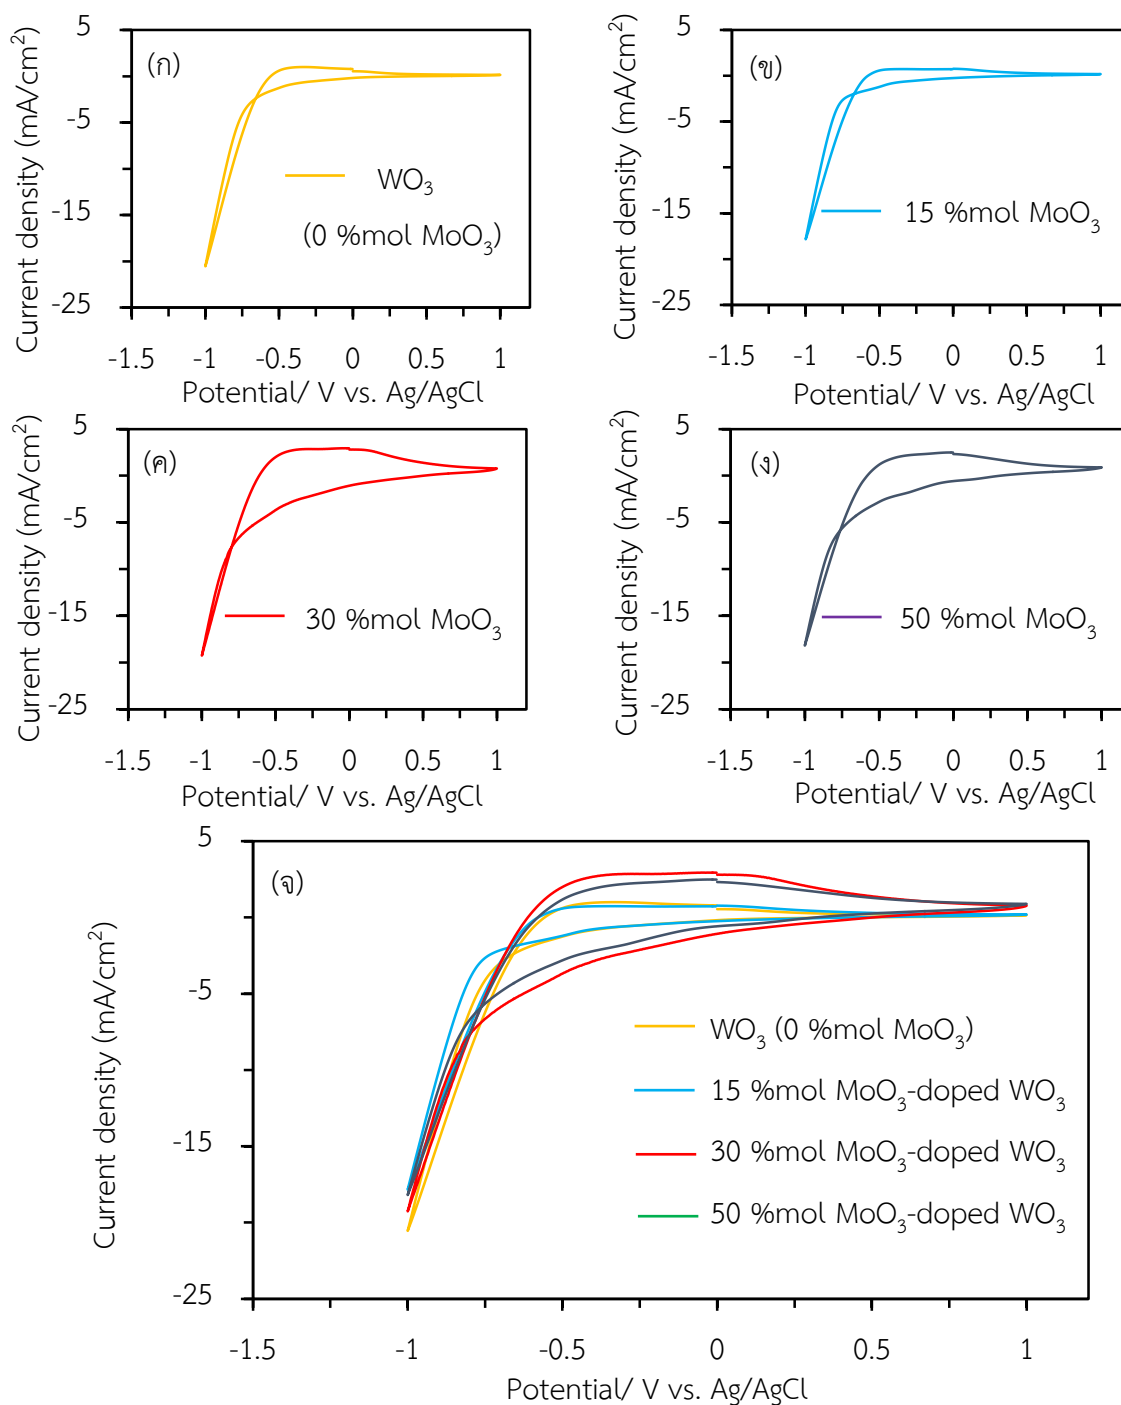 5
-5
-15
-25
-1.5 -1 -0.5 0 0.5 1
Current density (mA/cm²)
Potential/ V vs. Ag/AgCl
(ก)
WO₃
(0 %mol MoO₃)
5
-5
-15
-25
-1.5 -1 -0.5 0 0.5 1
Current density (mA/cm²)
Potential/ V vs. Ag/AgCl
(ข)
15 %mol MoO₃
5
-5
-15
-25
-1.5 -1 -0.5 0 0.5 1
Current density (mA/cm²)
Potential/ V vs. Ag/AgCl
(ค)
30 %mol MoO₃
5
-5
-15
-25
-1.5 -1 -0.5 0 0.5 1
Current density (mA/cm²)
Potential/ V vs. Ag/AgCl
(ง)
50 %mol MoO₃
5
-5
-15
-25
-1.5 -1 -0.5 0 0.5 1
Current density (mA/cm²)
Potential/ V vs. Ag/AgCl
(จ)
WO₃ (0 %mol MoO₃)
15 %mol MoO₃-doped WO₃
30 %mol MoO₃-doped WO₃
50 %mol MoO₃-doped WO₃